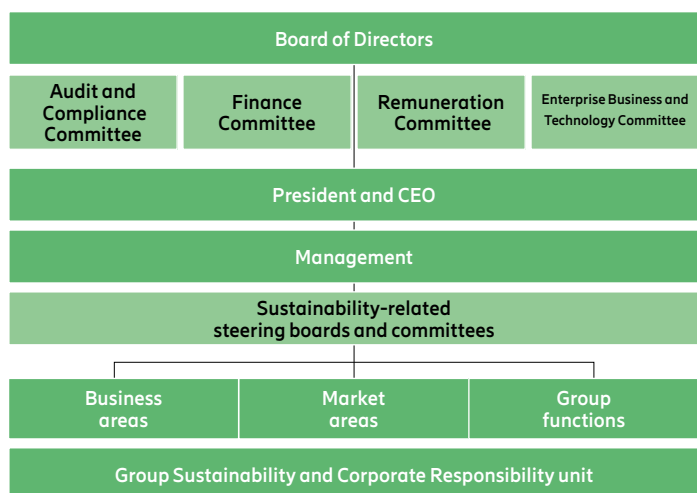 Board of Directors
Audit and
Compliance
Committee
Finance
Committee
Remuneration
Committee
Enterprise Business and
Technology Committee
President and CEO
Management
Sustainability-related
steering boards and committees
Business
areas
Market
areas
Group
functions
Group Sustainability and Corporate Responsibility unit